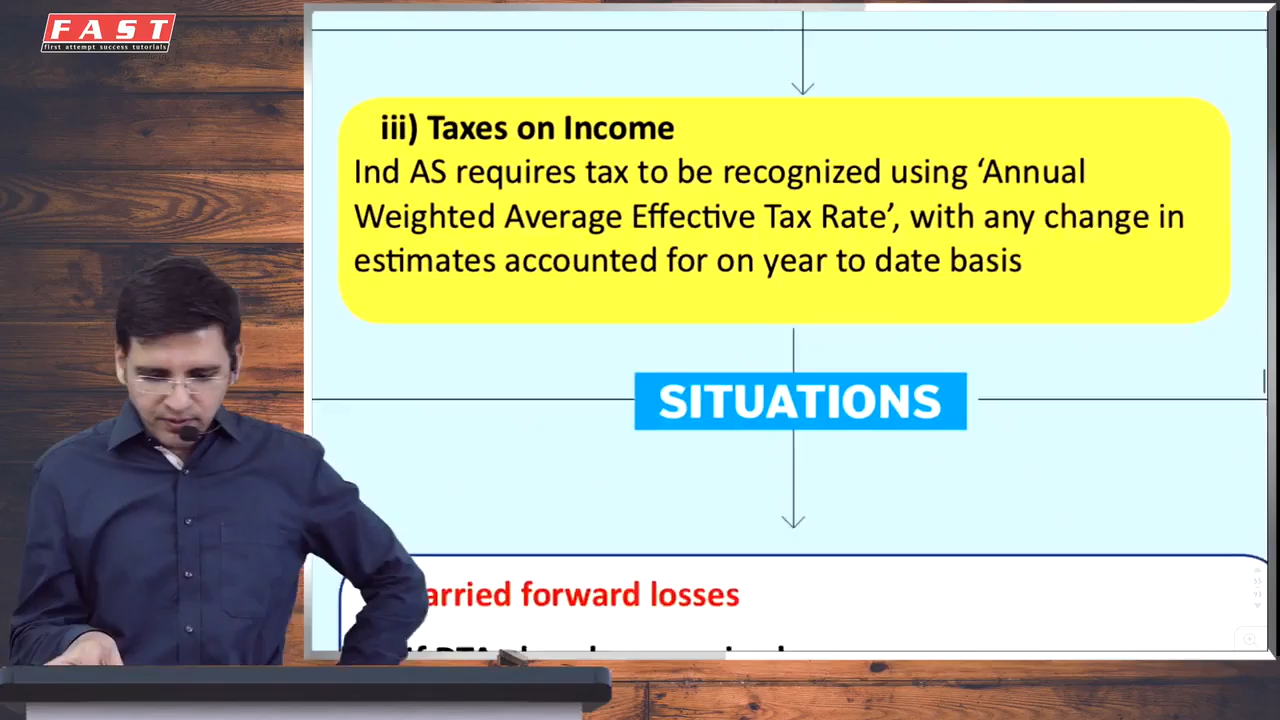 FAST
first attempt success tutorials
iii) Taxes on Income
Ind AS requires tax to be recognized using ‘Annual
Weighted Average Effective Tax Rate’, with any change in
estimates accounted for on year to date basis
SITUATIONS
arried forward losses